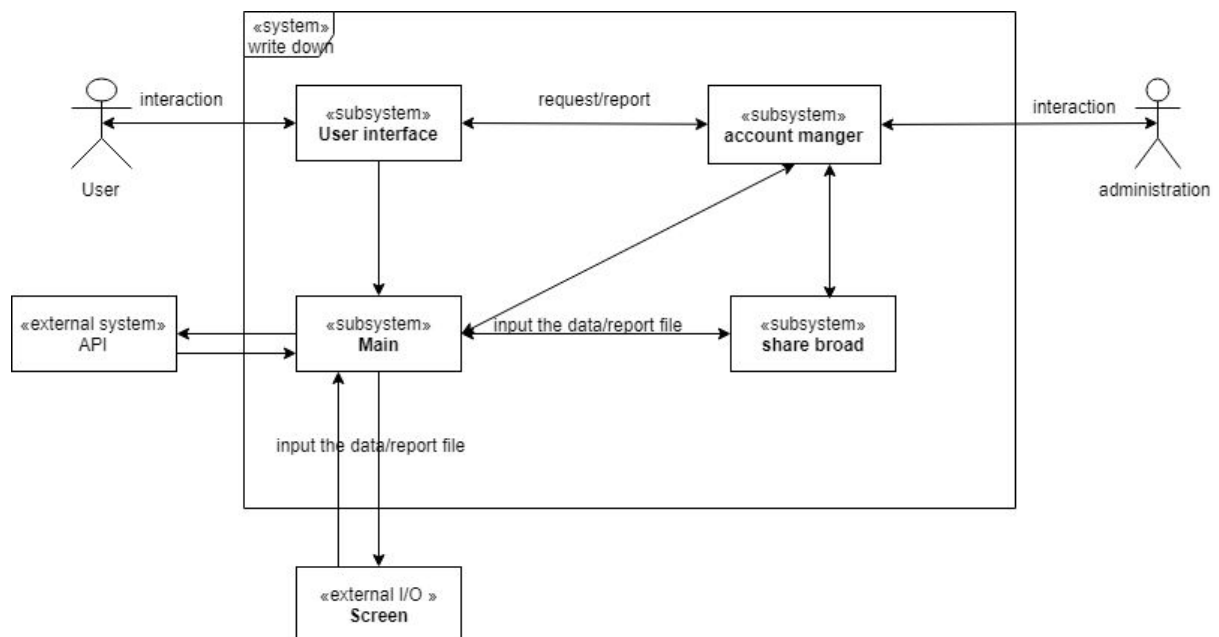 «system»
write down
interaction
«subsystem»
User interface
request/report
«subsystem»
account manger
interaction
User
administration
«external system»
API
«subsystem»
Main
input the data/report file
«subsystem»
share broad
input the data/report file
«external I/O »
Screen